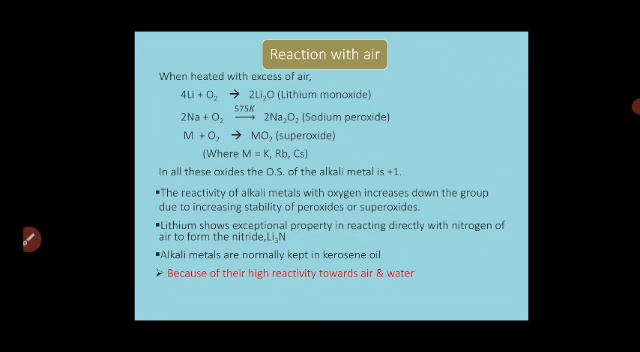 Reaction with air
When heated with excess of air,
4Li + O₂ → 2Li₂O (Lithium monoxide)
575K
2Na + O₂ ⟶ 2Na₂O₂ (Sodium peroxide)
M + O₂ → MO₂ (superoxide)
(Where M = K, Rb, Cs)
In all these oxides the O.S. of the alkali metal is +1.
▪The reactivity of alkali metals with oxygen increases down the group
due to increasing stability of peroxides or superoxides.
▪Lithium shows exceptional property in reacting directly with nitrogen of
air to form the nitride,Li₃N
▪Alkali metals are normally kept in kerosene oil
➢ Because of their high reactivity towards air & water